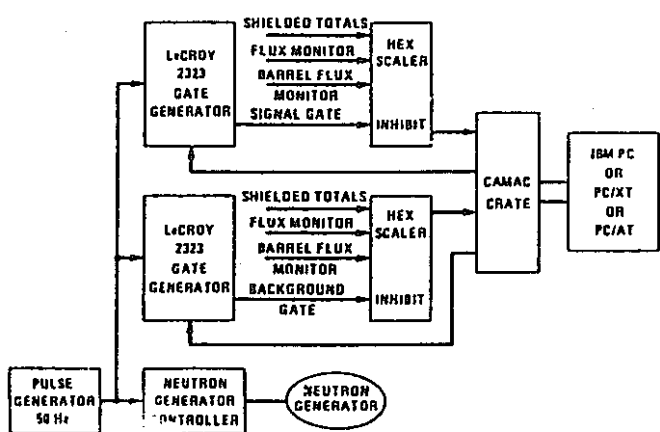 SHIELDED TOTALS
FLUX MONITOR
BARREL FLUX
MONITOR
SIGNAL GATE
LeCROY
2323
GATE
GENERATOR
HEX
SCALER
INHIBIT
CAMAC
CRATE
IBM PC
OR
PC/XT
OR
PC/AT
SHIELDED TOTALS
FLUX MONITOR
BARREL FLUX
MONITOR
BACKGROUND
GATE
LeCROY
2323
GATE
GENERATOR
HEX
SCALER
INHIBIT
PULSE
GENERATOR
50 Hz
NEUTRON
GENERATOR
CONTROLLER
NEUTRON
GENERATOR